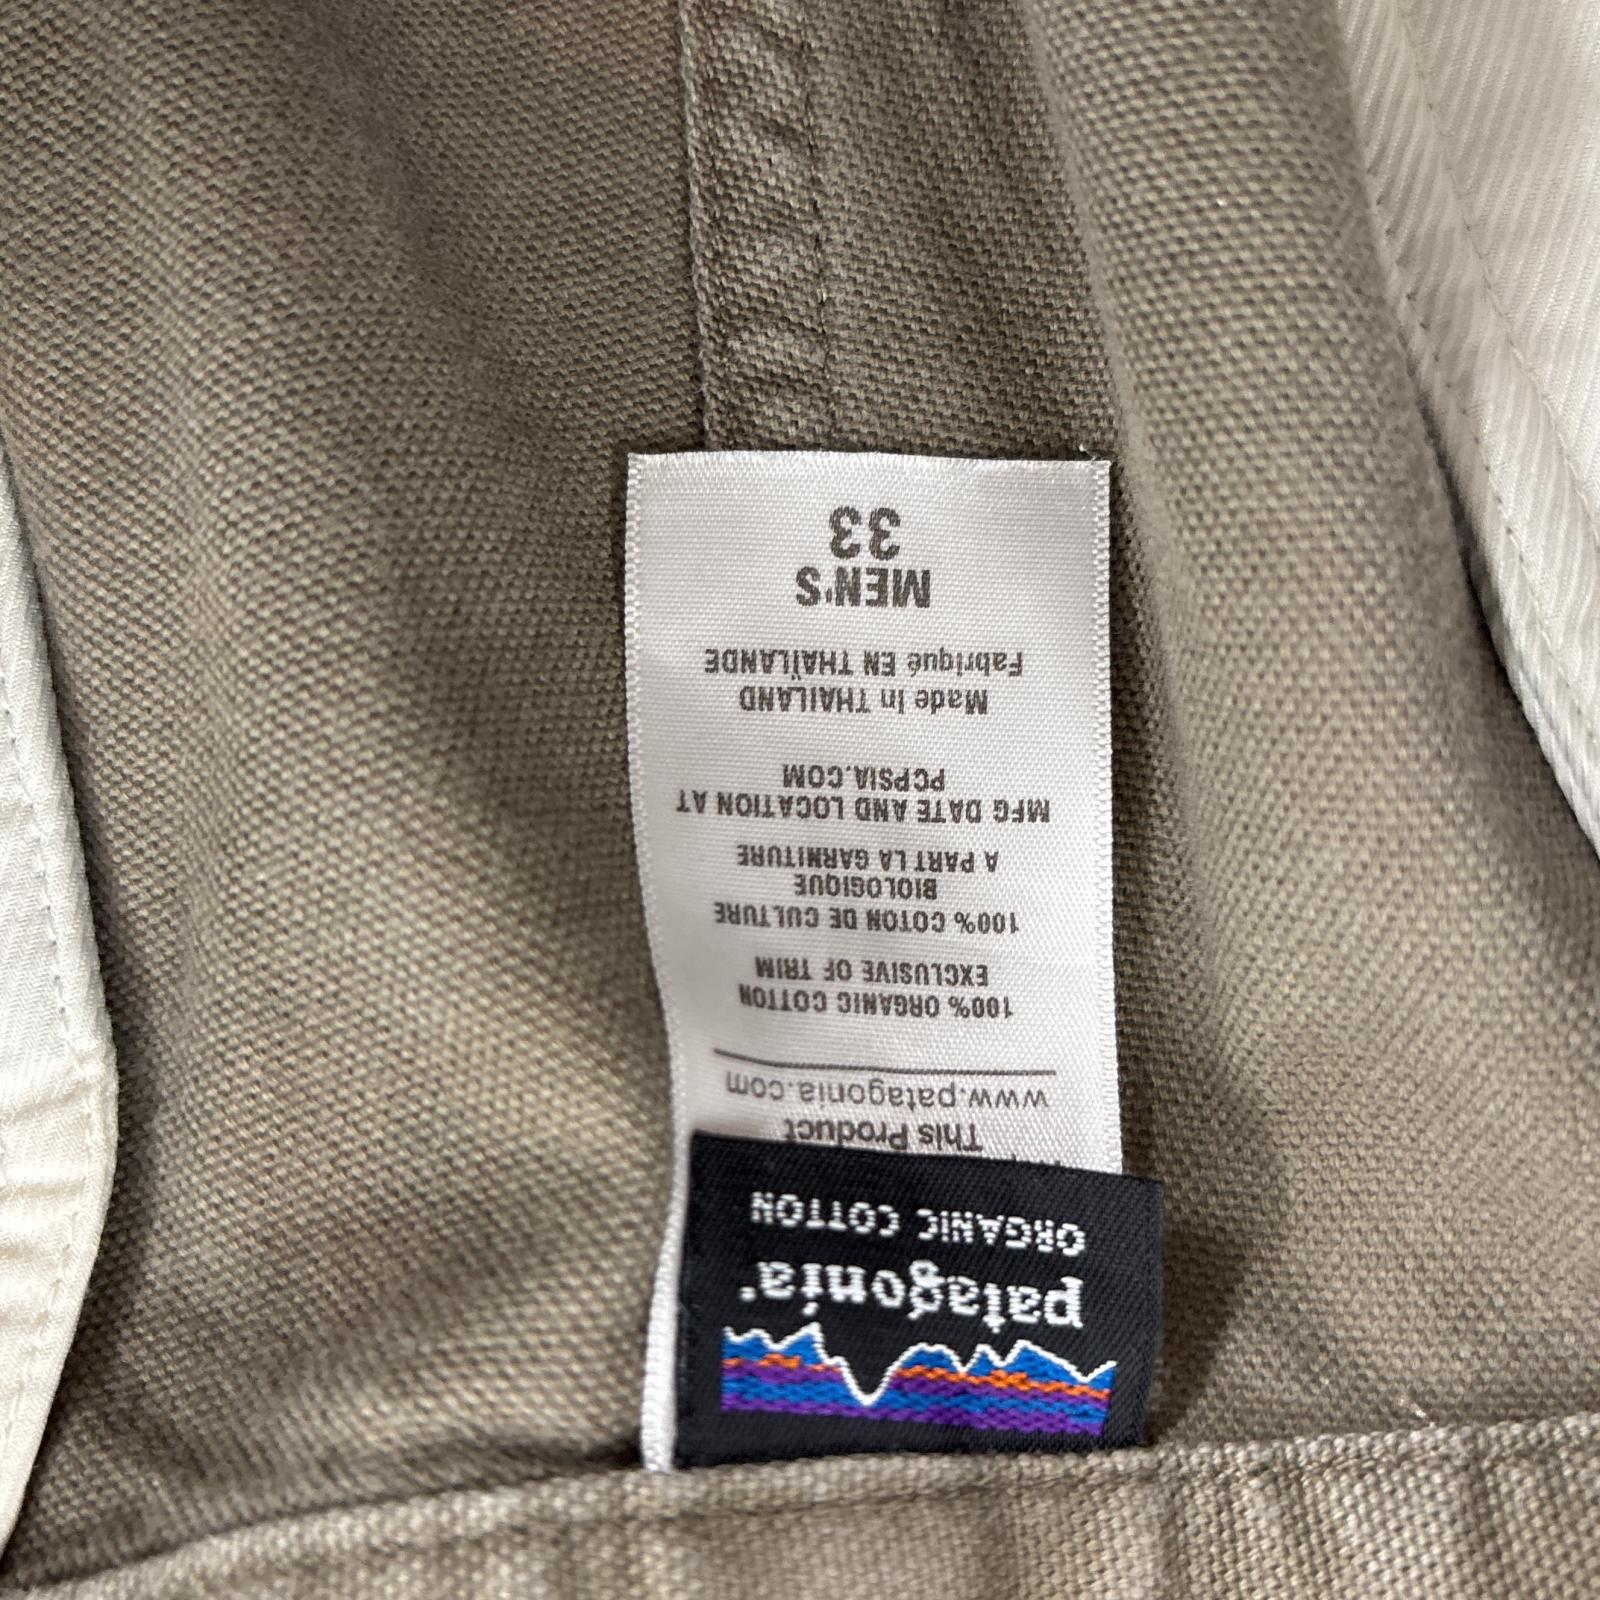 patagonia®
ORGANIC COTTON
This Product
www.patagonia.com
100% ORGANIC COTTON
EXCLUSIVE OF TRIM
100% COTON DE CULTURE
BIOLOGIQUE
A PART LA GARNITURE
MFG DATE AND LOCATION AT
PCPSIA.COM
Made In THAILAND
Fabriqué EN THAÏLANDE
MEN'S
33